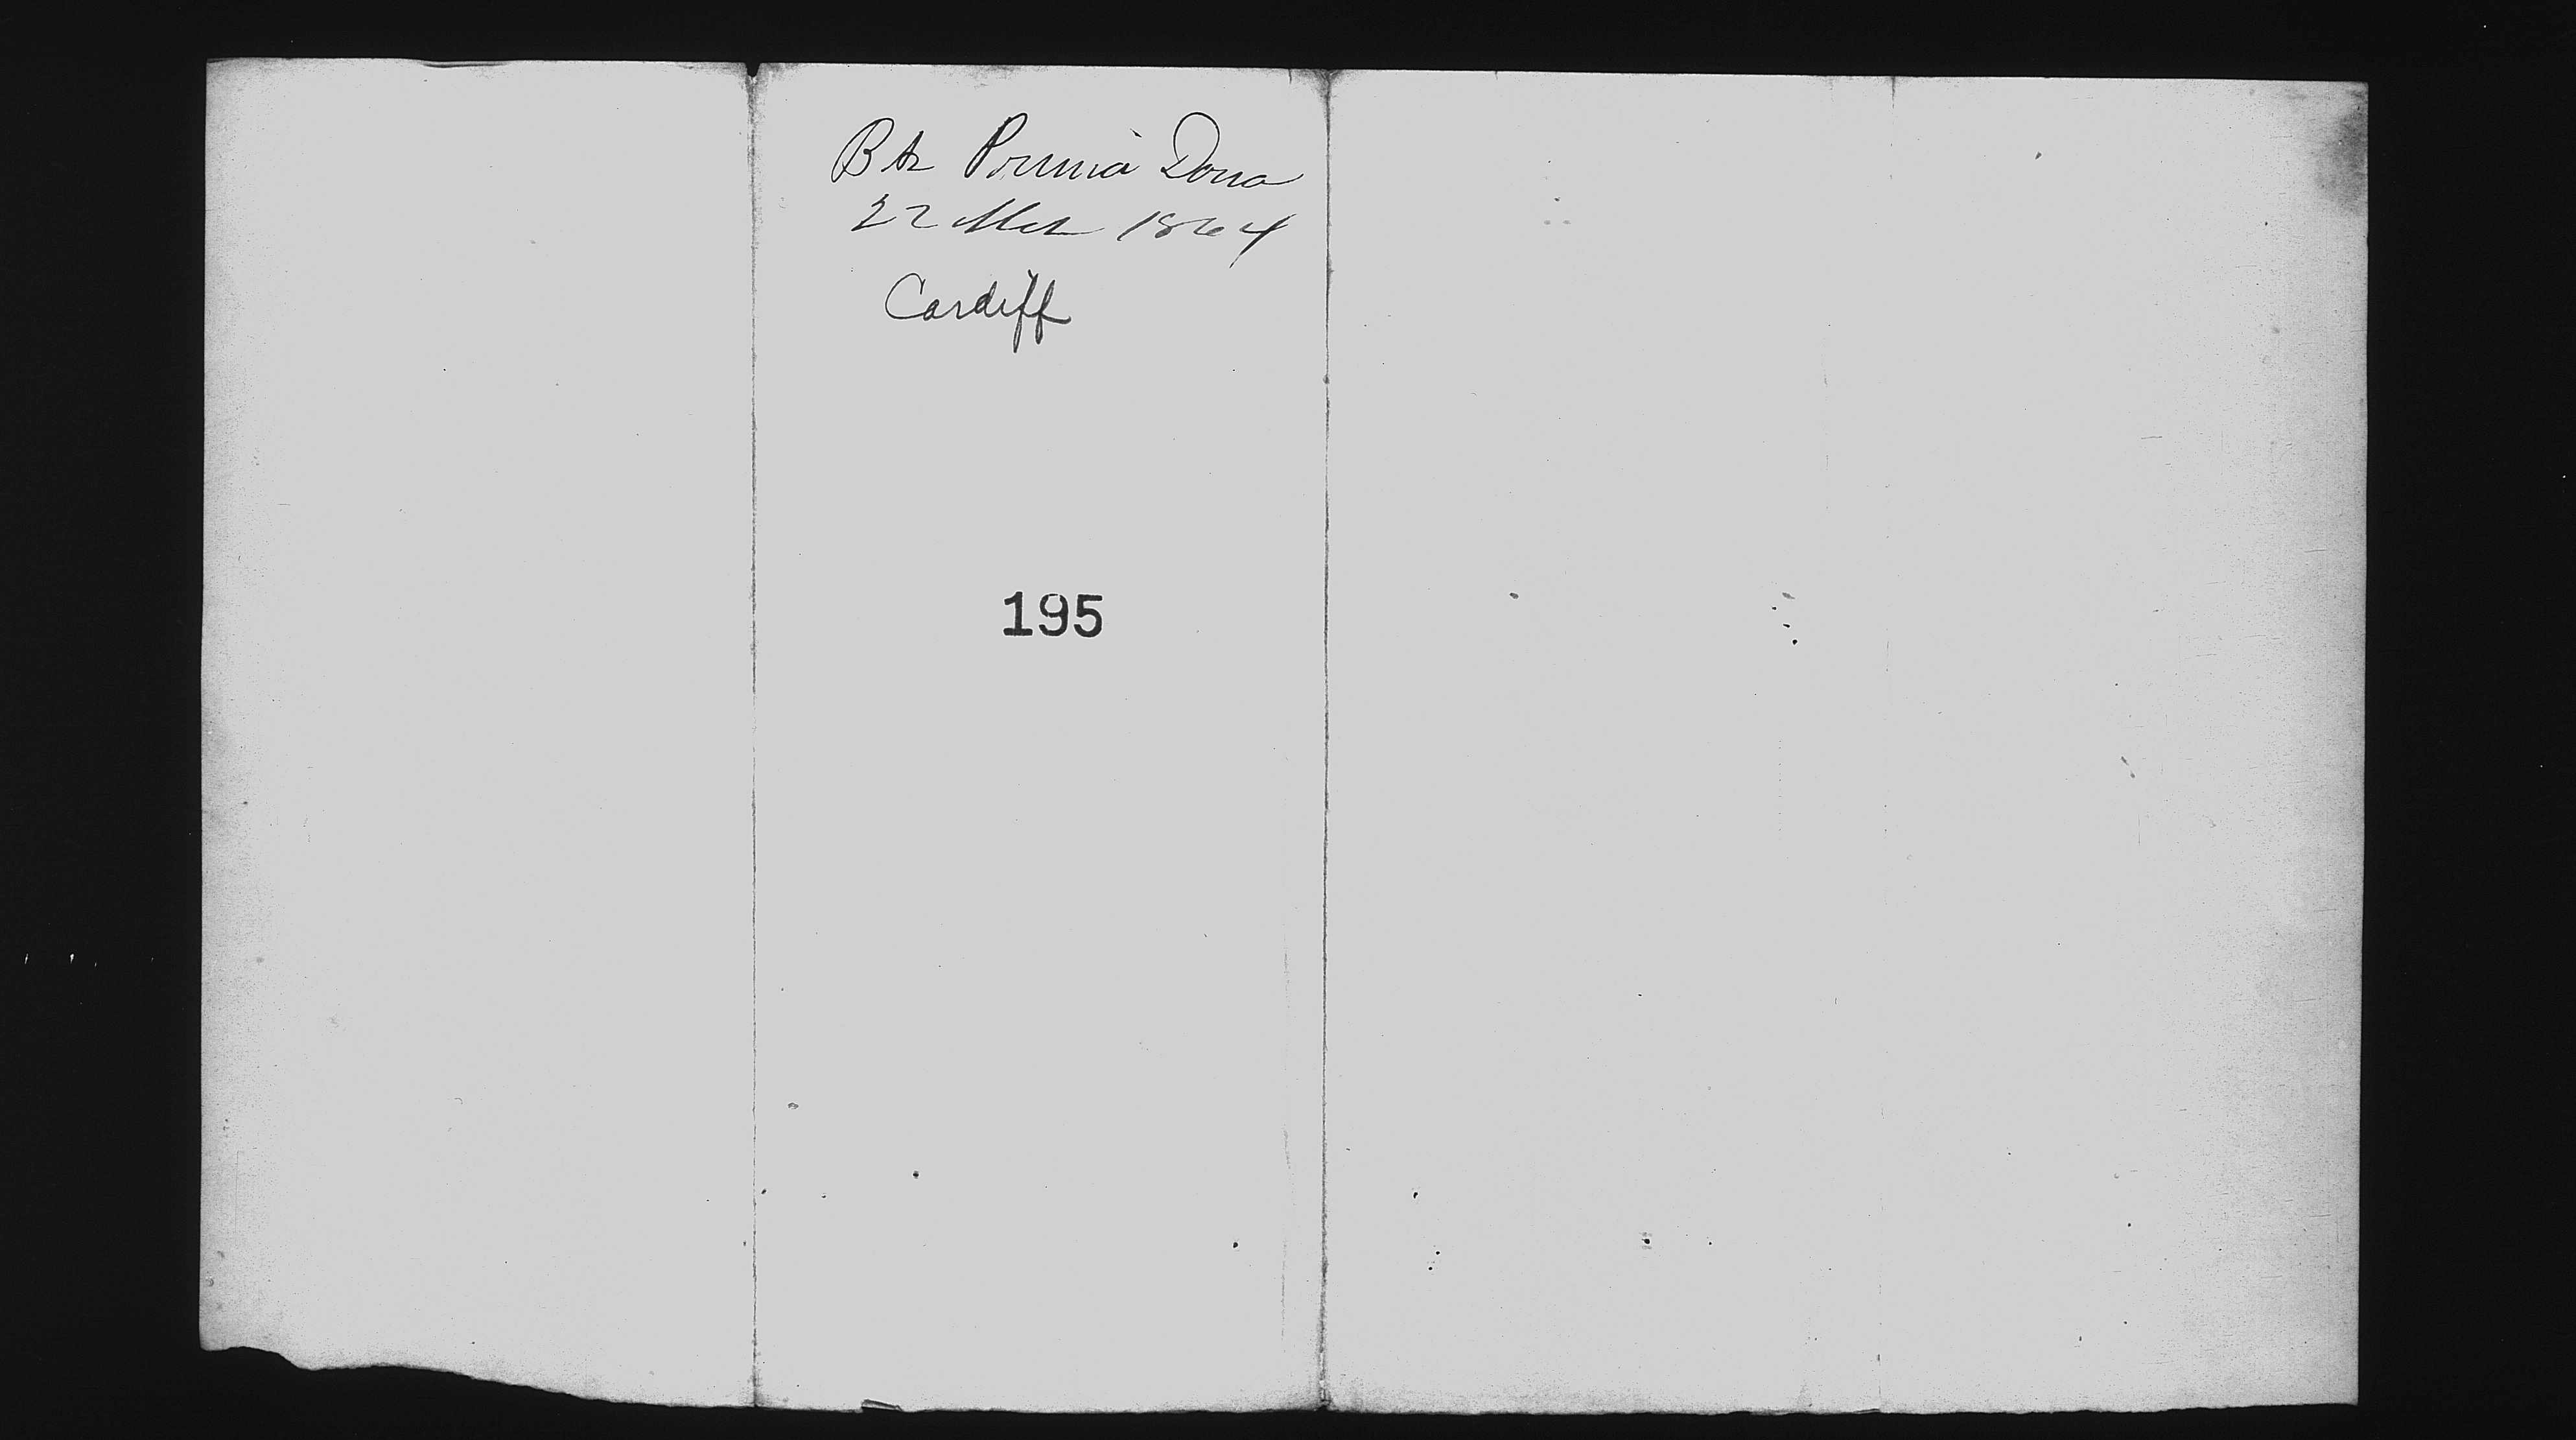 Bk Prima Dona
22 Mch 1864
Cardiff
195